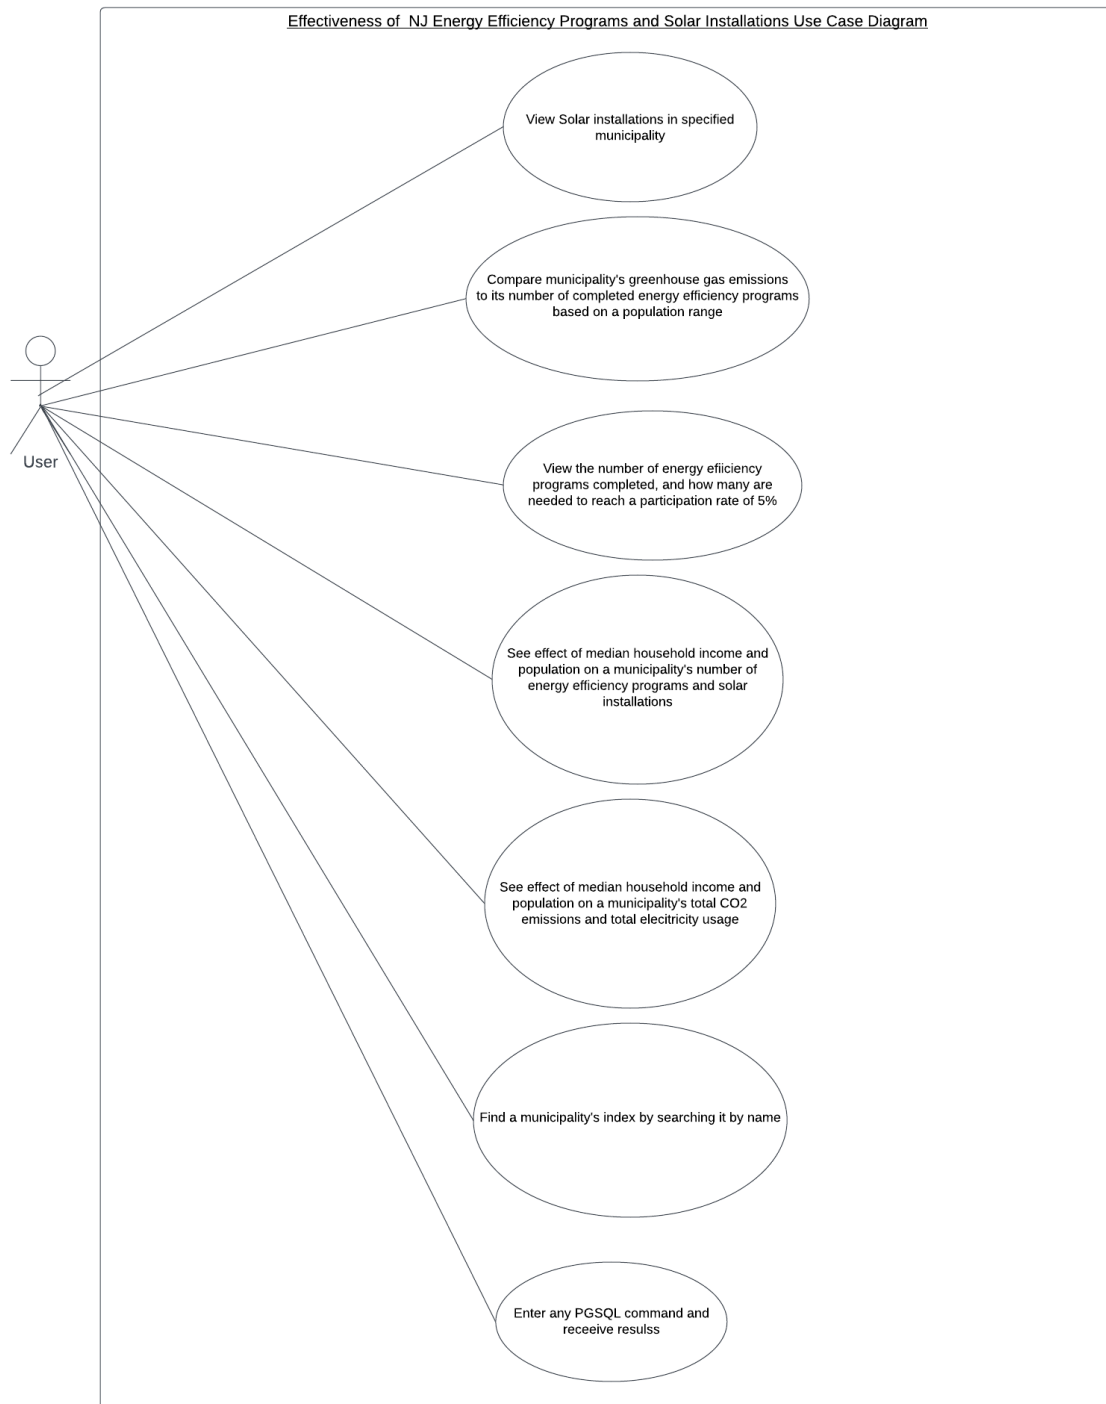 Effectiveness of  NJ Energy Efficiency Programs and Solar Installations Use Case Diagram
View Solar installations in specified
municipality
Compare municipality's greenhouse gas emissions
to its number of completed energy efficiency programs
based on a population range
User
View the number of energy efiiciency
programs completed, and how many are
needed to reach a participation rate of 5%
See effect of median household income and
population on a municipality's number of
energy efficiency programs and solar
installations
See effect of median household income and
population on a municipality's total CO2
emissions and total elecitricity usage
Find a municipality's index by searching it by name
Enter any PGSQL command and
receeive resulss